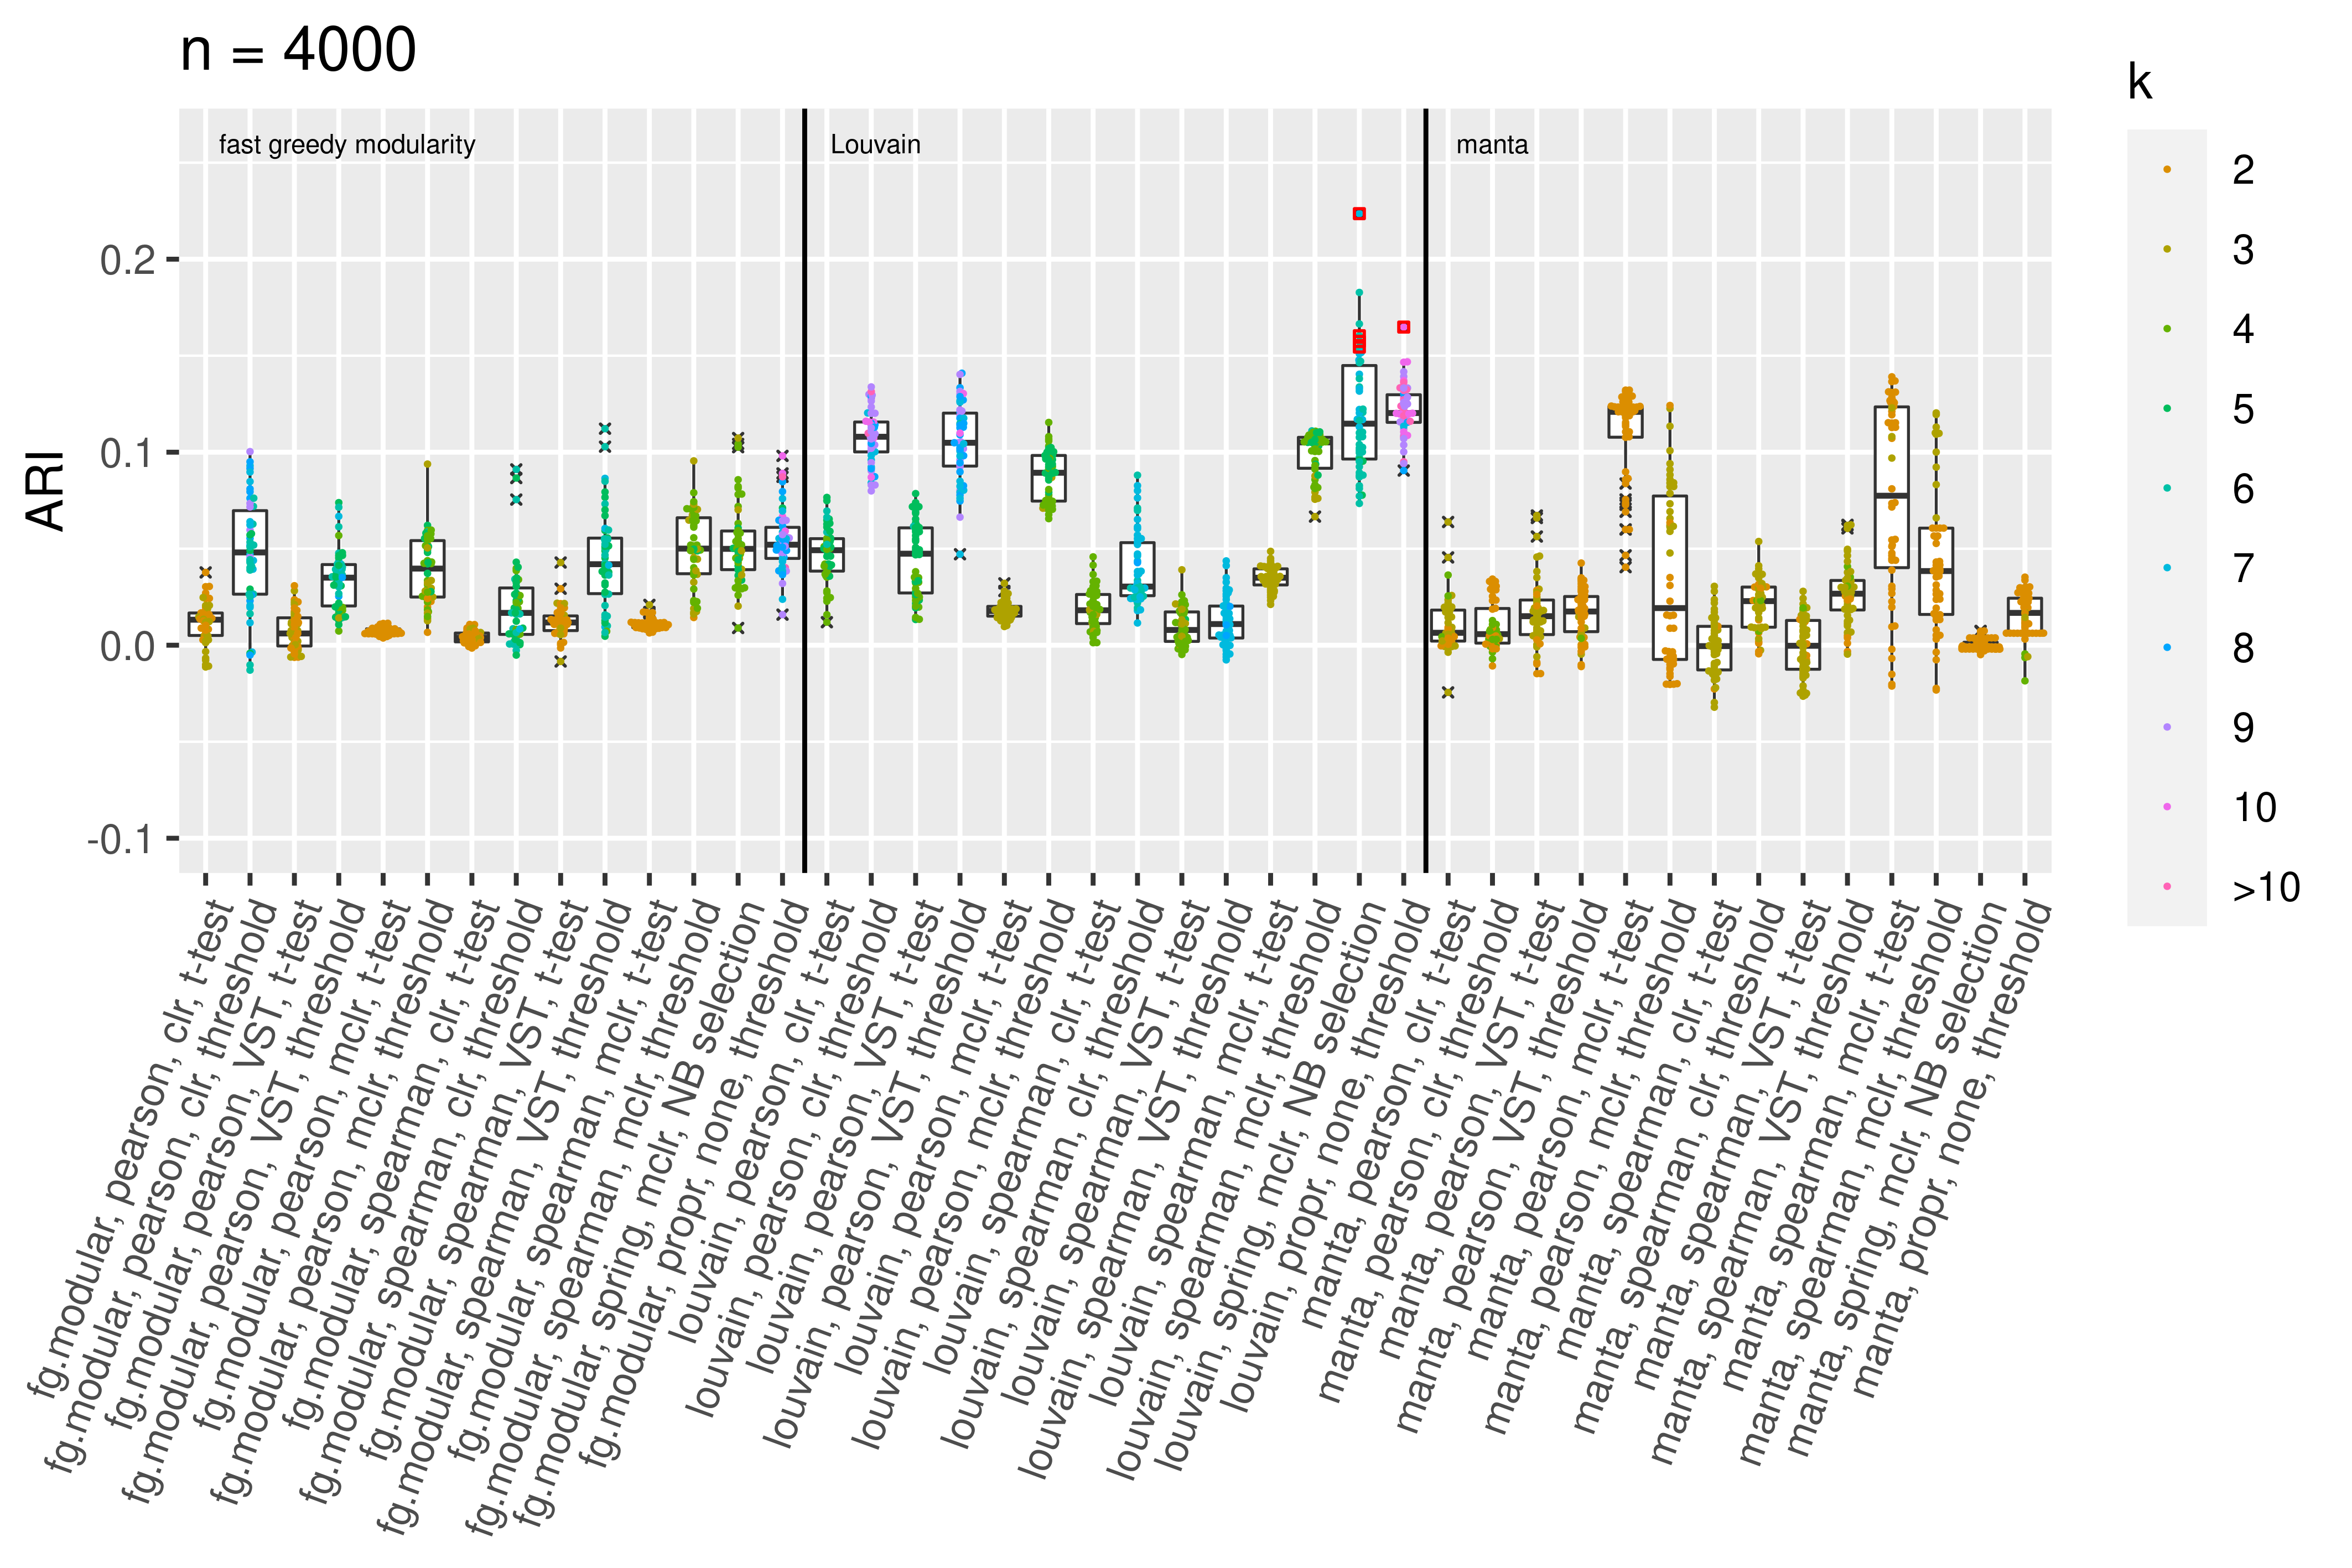 n = 4000
fast greedy modularity
Louvain
manta
ARI
0.2
0.1
0.0
-0.1
fg.modular, pearson, clr, t-test
fg.modular, pearson, clr, threshold
fg.modular, pearson, VST, t-test
fg.modular, pearson, VST, threshold
fg.modular, pearson, mclr, t-test
fg.modular, pearson, mclr, threshold
fg.modular, spearman, clr, t-test
fg.modular, spearman, clr, threshold
fg.modular, spearman, VST, t-test
fg.modular, spearman, VST, threshold
fg.modular, spearman, mclr, t-test
fg.modular, spearman, mclr, threshold
fg.modular, spring, mclr, NB selection
fg.modular, propr, none, threshold
louvain, pearson, clr, t-test
louvain, pearson, clr, threshold
louvain, pearson, VST, t-test
louvain, pearson, VST, threshold
louvain, pearson, mclr, t-test
louvain, pearson, mclr, threshold
louvain, spearman, clr, t-test
louvain, spearman, clr, threshold
louvain, spearman, VST, t-test
louvain, spearman, VST, threshold
louvain, spearman, mclr, t-test
louvain, spearman, mclr, threshold
louvain, spring, mclr, NB selection
louvain, propr, none, threshold
manta, pearson, clr, t-test
manta, pearson, clr, threshold
manta, pearson, VST, t-test
manta, pearson, VST, threshold
manta, pearson, mclr, t-test
manta, pearson, mclr, threshold
manta, spearman, clr, t-test
manta, spearman, clr, threshold
manta, spearman, VST, t-test
manta, spearman, VST, threshold
manta, spearman, mclr, t-test
manta, spearman, mclr, threshold
manta, spring, mclr, NB selection
manta, propr, none, threshold
k
2
3
4
5
6
7
8
9
10
>10